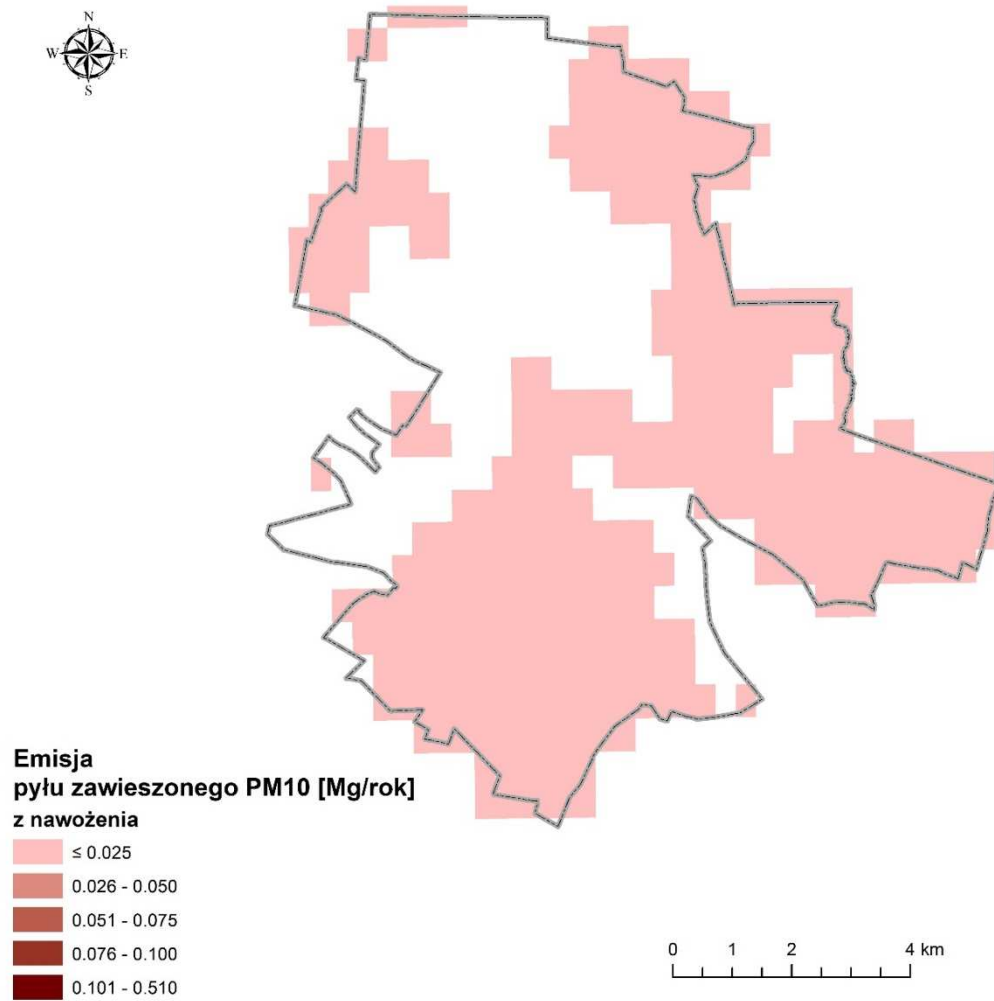 N
W E
S
Emisja
pyłu zawieszonego PM10 [Mg/rok]
z nawożenia
≤ 0.025
0.026 - 0.050
0.051 - 0.075
0.076 - 0.100
0.101 - 0.510
0 1 2 4 km